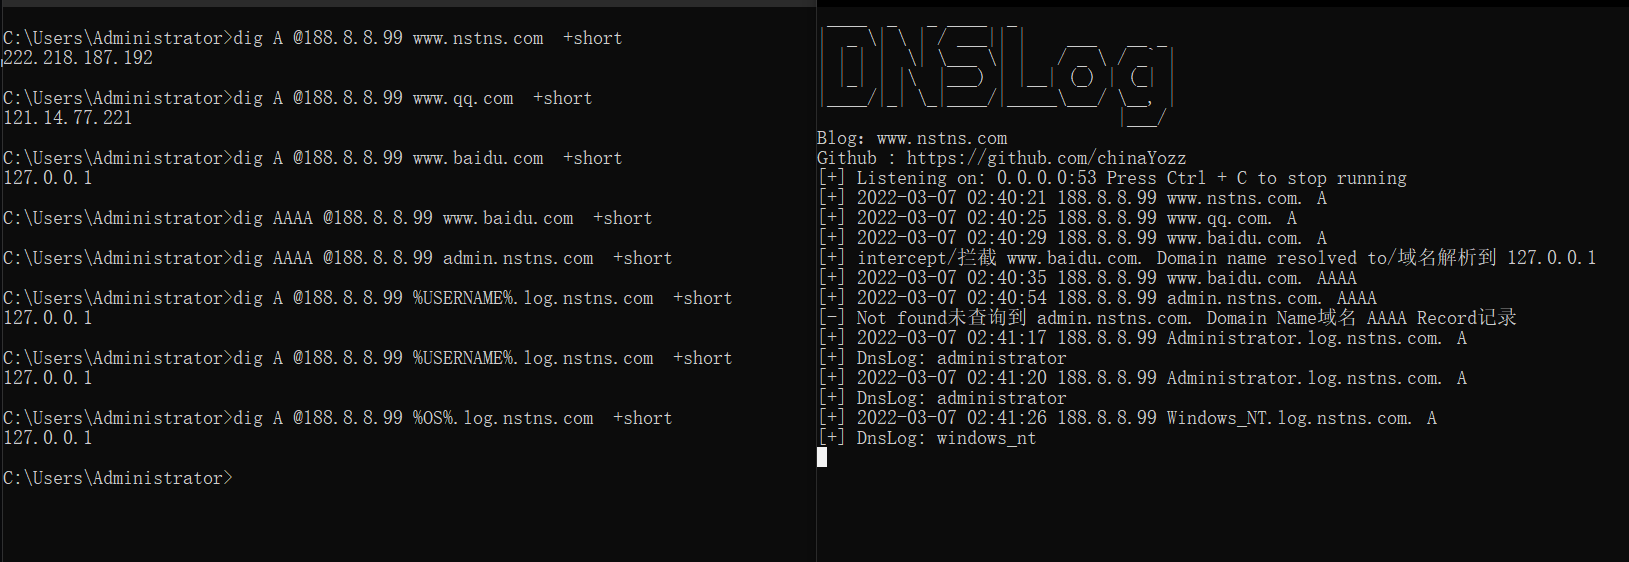 C:\Users\Administrator>dig A @188.8.8.99 www.nstns.com  +short
222.218.187.192
C:\Users\Administrator>dig A @188.8.8.99 www.qq.com  +short
121.14.77.221
C:\Users\Administrator>dig A @188.8.8.99 www.baidu.com  +short
127.0.0.1
C:\Users\Administrator>dig AAAA @188.8.8.99 www.baidu.com  +short
C:\Users\Administrator>dig AAAA @188.8.8.99 admin.nstns.com  +short
C:\Users\Administrator>dig A @188.8.8.99 %USERNAME%.log.nstns.com  +short
127.0.0.1
C:\Users\Administrator>dig A @188.8.8.99 %USERNAME%.log.nstns.com  +short
127.0.0.1
C:\Users\Administrator>dig A @188.8.8.99 %OS%.log.nstns.com  +short
127.0.0.1
C:\Users\Administrator>
DNSLog
Blog: www.nstns.com
Github : https://github.com/chinaYozz
[+] Listening on: 0.0.0.0:53 Press Ctrl + C to stop running
[+] 2022-03-07 02:40:21 188.8.8.99 www.nstns.com. A
[+] 2022-03-07 02:40:25 188.8.8.99 www.qq.com. A
[+] 2022-03-07 02:40:29 188.8.8.99 www.baidu.com. A
[+] intercept/拦截 www.baidu.com. Domain name resolved to/域名解析到 127.0.0.1
[+] 2022-03-07 02:40:35 188.8.8.99 www.baidu.com. AAAA
[+] 2022-03-07 02:40:54 188.8.8.99 admin.nstns.com. AAAA
[-] Not found未查询到 admin.nstns.com. Domain Name域名 AAAA Record记录
[+] 2022-03-07 02:41:17 188.8.8.99 Administrator.log.nstns.com. A
[+] DnsLog: administrator
[+] 2022-03-07 02:41:20 188.8.8.99 Administrator.log.nstns.com. A
[+] DnsLog: administrator
[+] 2022-03-07 02:41:26 188.8.8.99 Windows_NT.log.nstns.com. A
[+] DnsLog: windows_nt